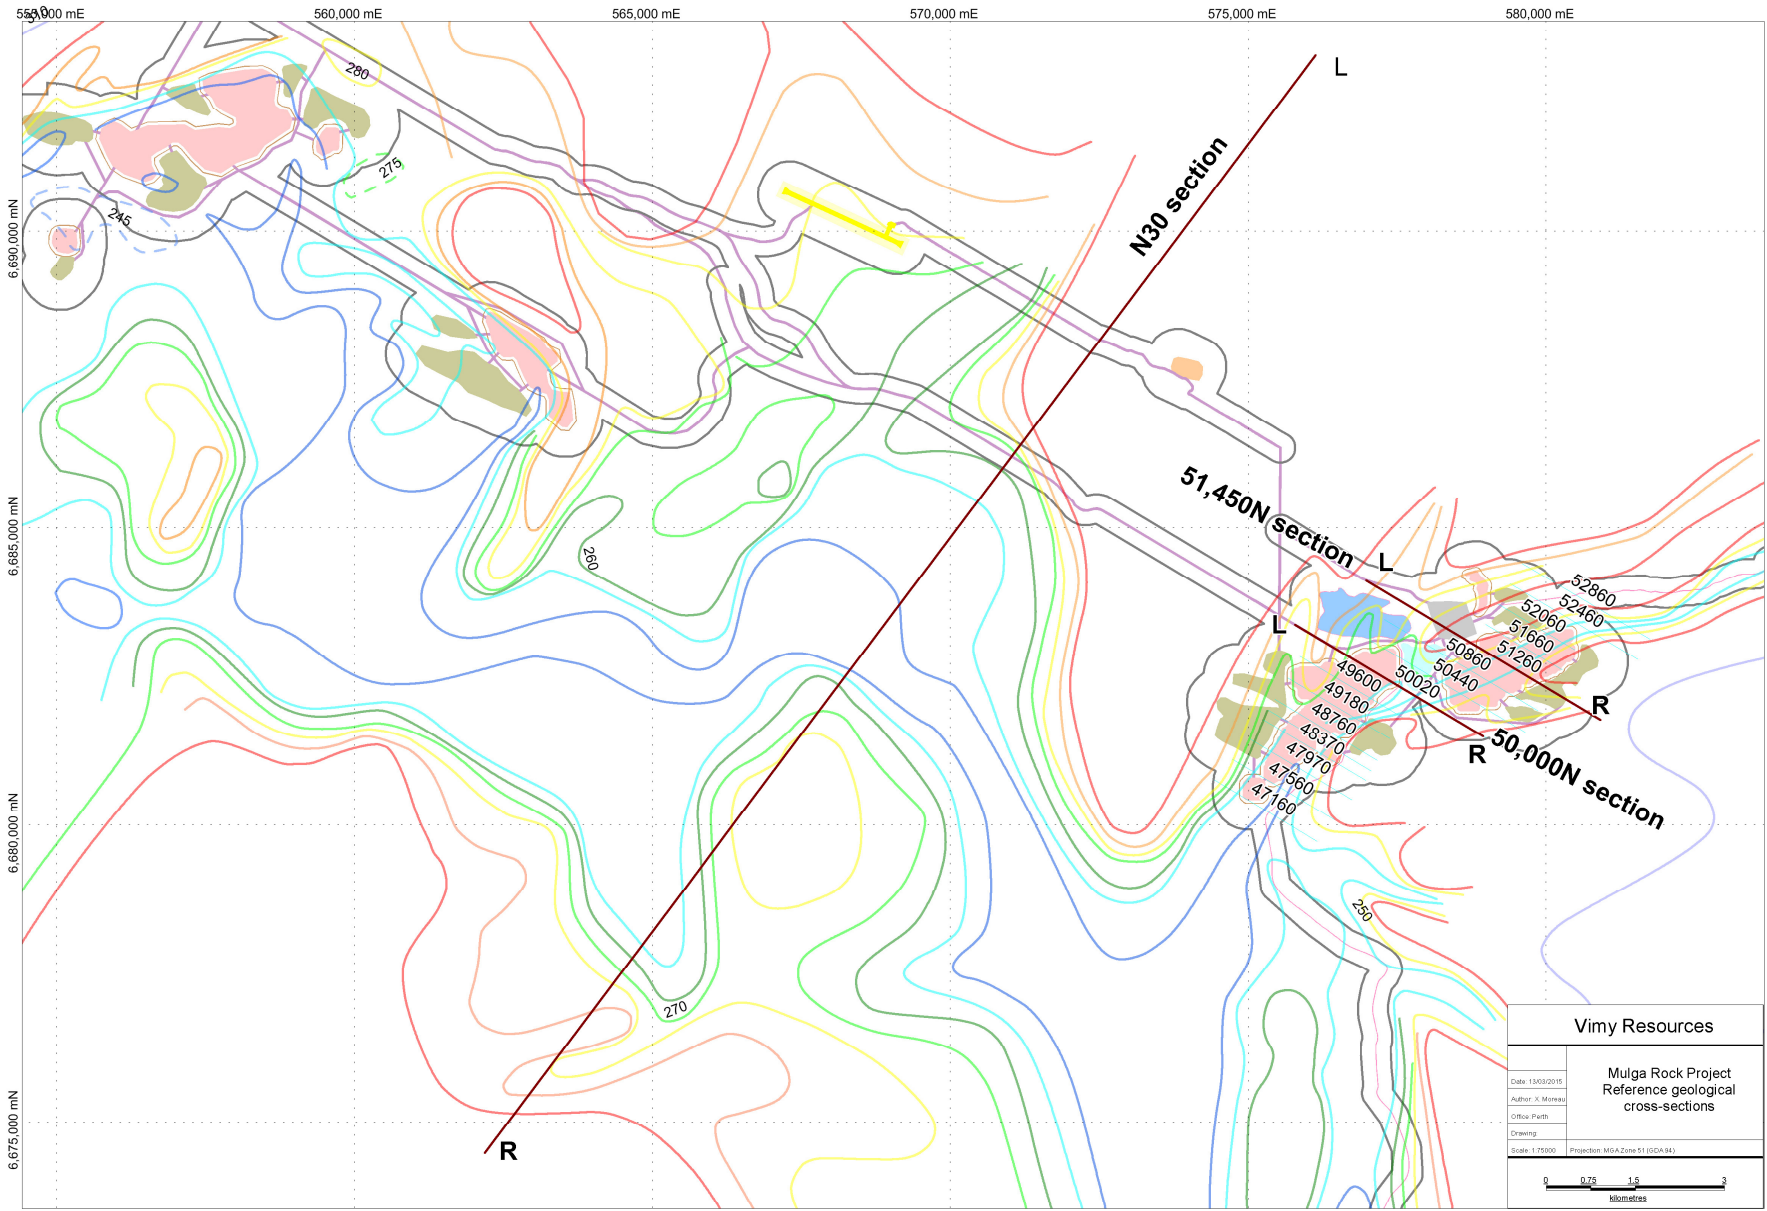 555,000 mE
560,000 mE
565,000 mE
570,000 mE
575,000 mE
580,000 mE
6,690,000 mN
6,685,000 mN
6,680,000 mN
6,675,000 mN
280
275
245
L
N30 section
51,450N section
L
L
260
52860
52460
52060
51660
51260
50860
50440
50020
49600
49180
48760
48370
47970
47560
47160
R
R
50,000N section
250
270
R
Vimy Resources
Mulga Rock Project
Reference geological
cross-sections
Date: 13/03/2015
Author: X. Moreau
Office: Perth
Drawing:
Scale: 1:75000
Projection: MGA Zone 51 (GDA 94)
0 0.75 1.5 3
kilometres